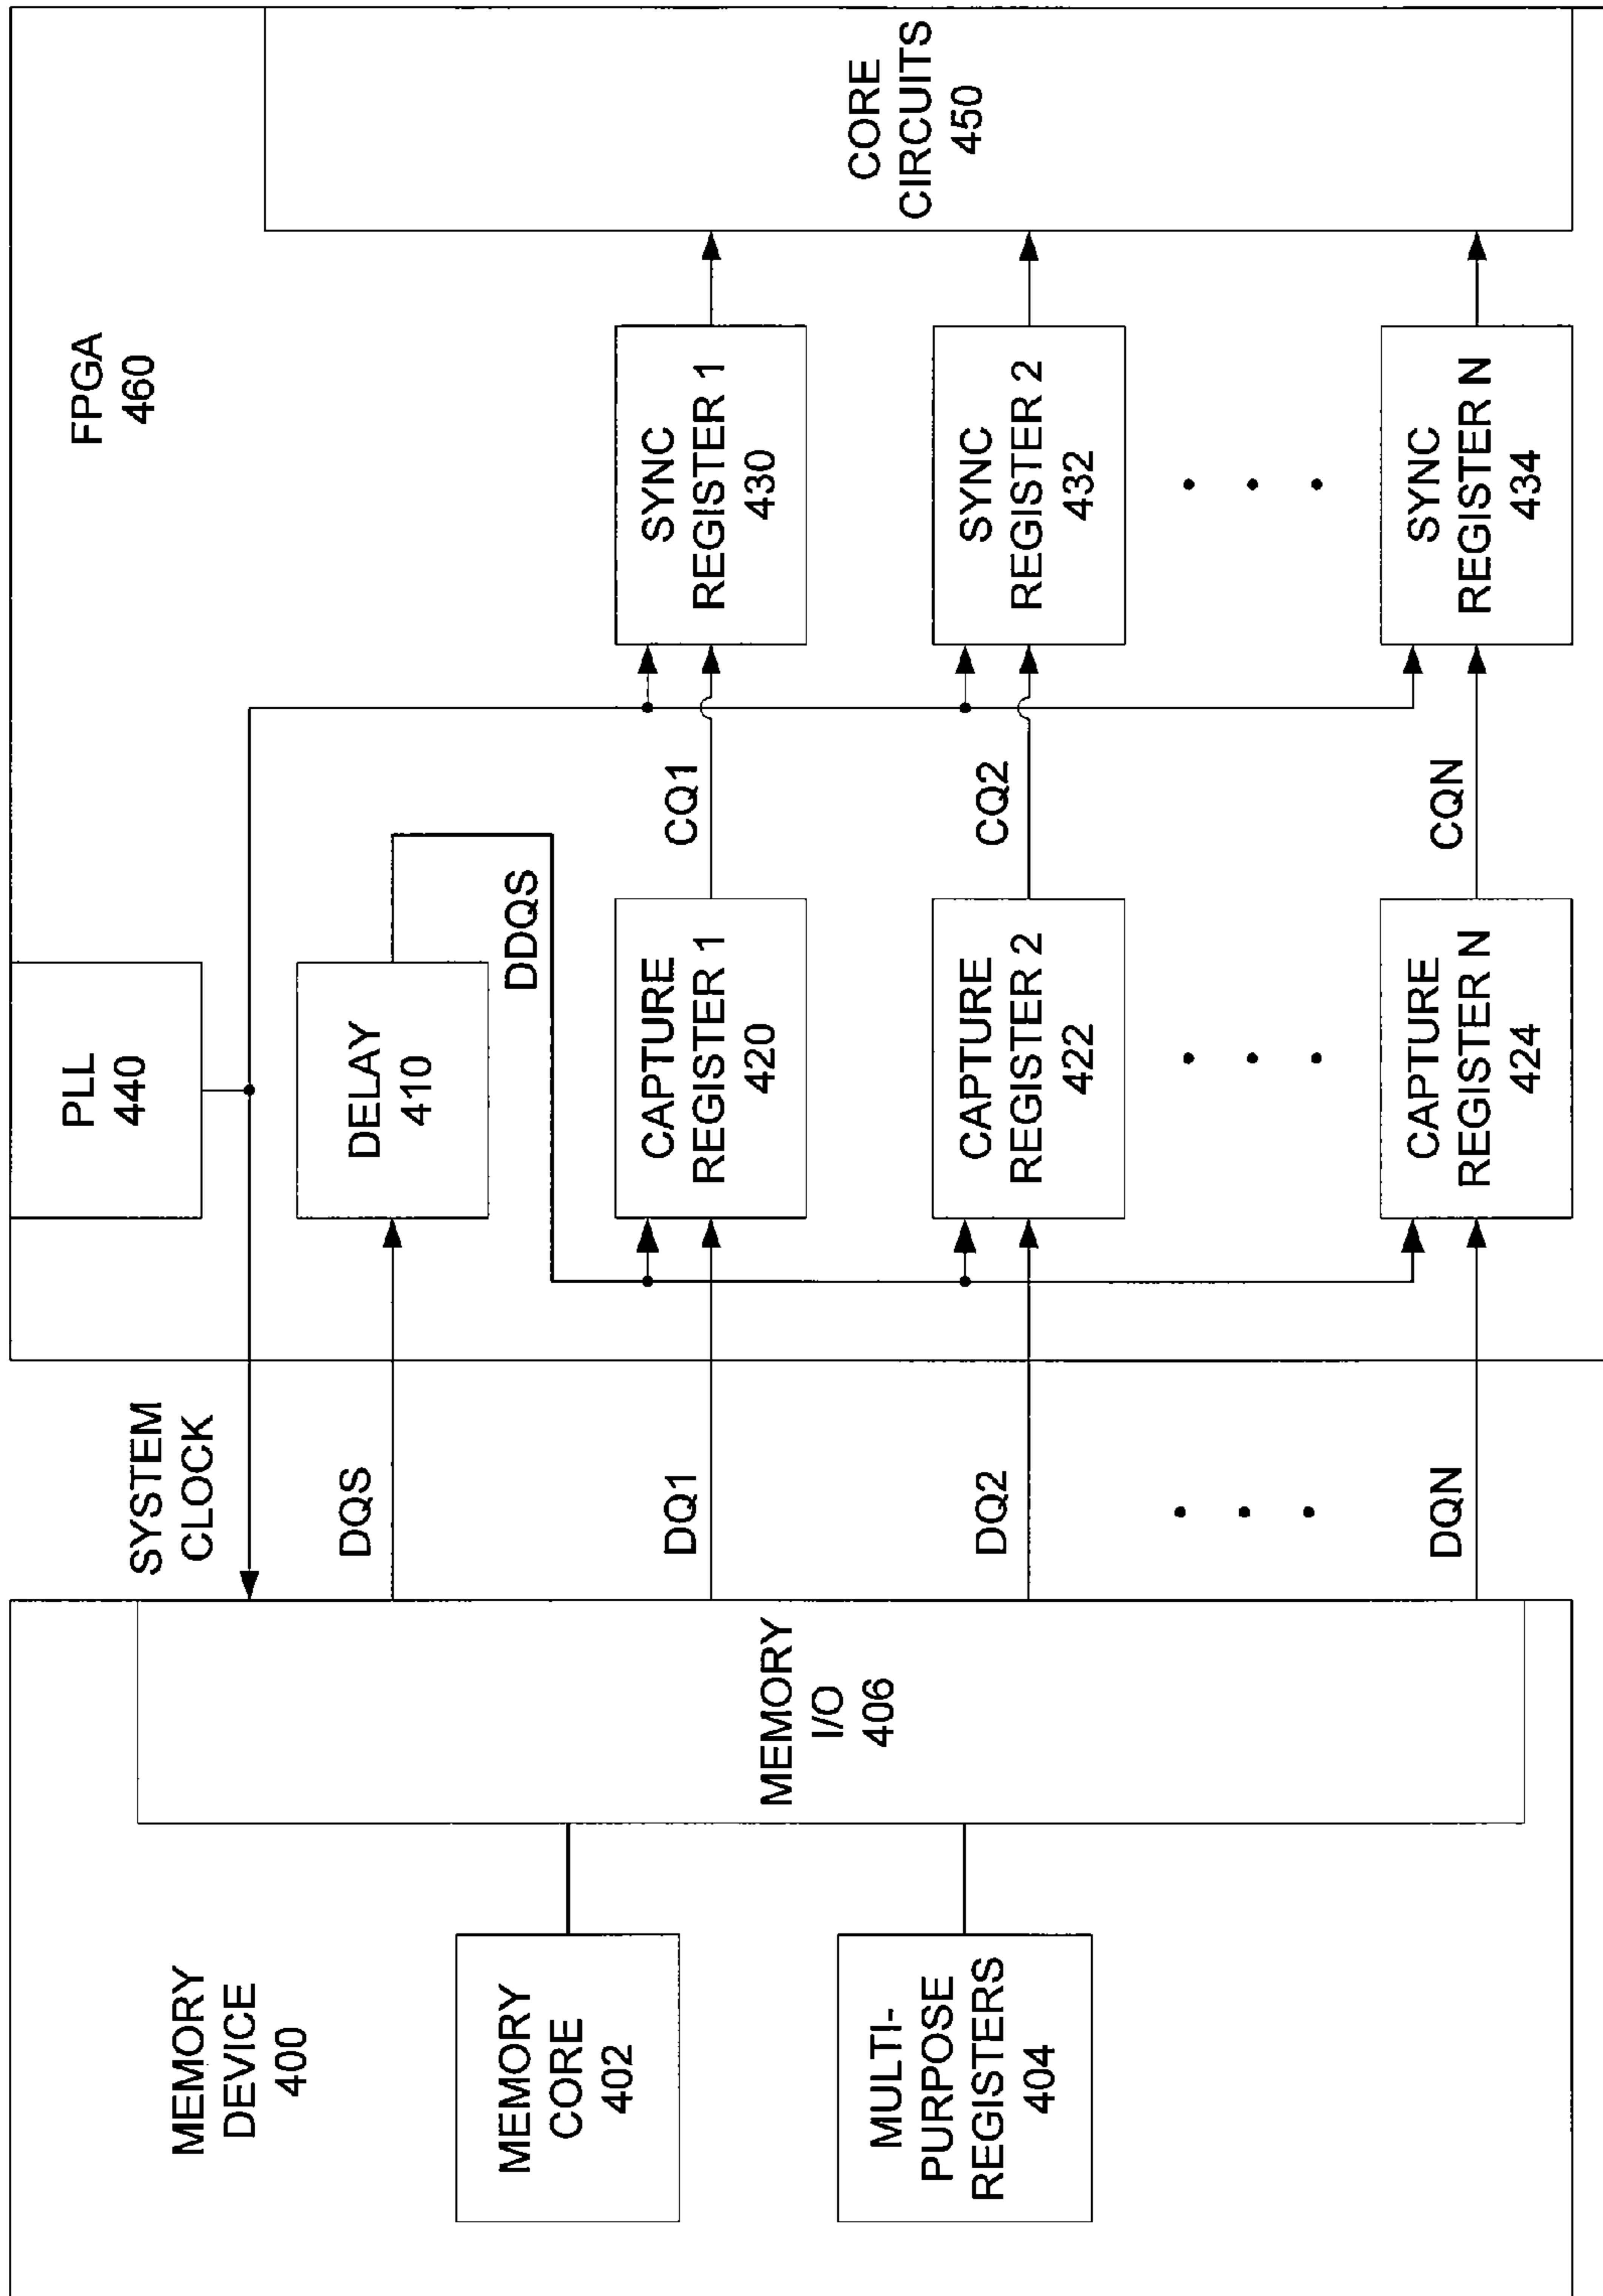 MEMORY
DEVICE
400
MEMORY
CORE
402
MULTI-
PURPOSE
REGISTERS
404
MEMORY
I/O
406
SYSTEM
CLOCK
DQS
DQ1
DQ2
DQN
FPGA
460
PLL
440
DELAY
410
DDQS
CAPTURE
REGISTER 1
420
CAPTURE
REGISTER 2
422
CAPTURE
REGISTER N
424
CQ1
CQ2
CQN
SYNC
REGISTER 1
430
SYNC
REGISTER 2
432
SYNC
REGISTER N
434
CORE
CIRCUITS
450